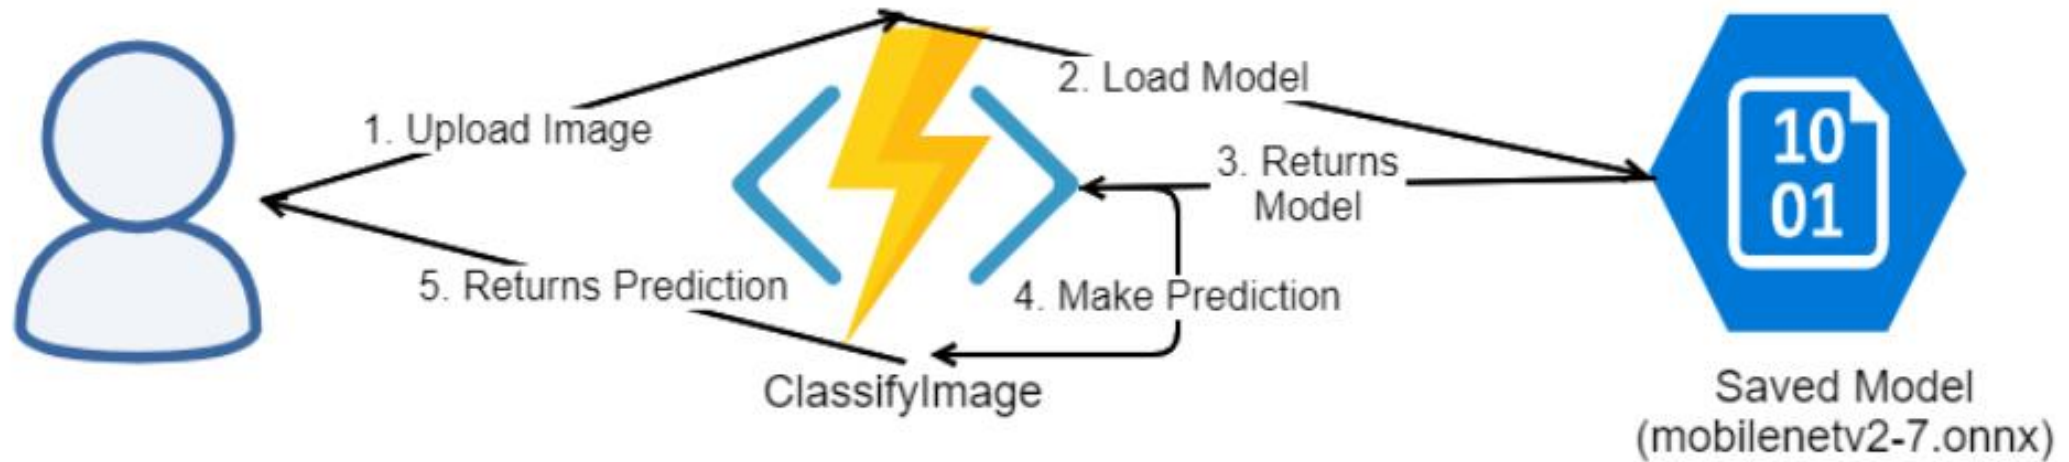 1. Upload Image
2. Load Model
3. Returns
Model
4. Make Prediction
5. Returns Prediction
ClassifyImage
10
01
Saved Model
(mobilenetv2-7.onnx)